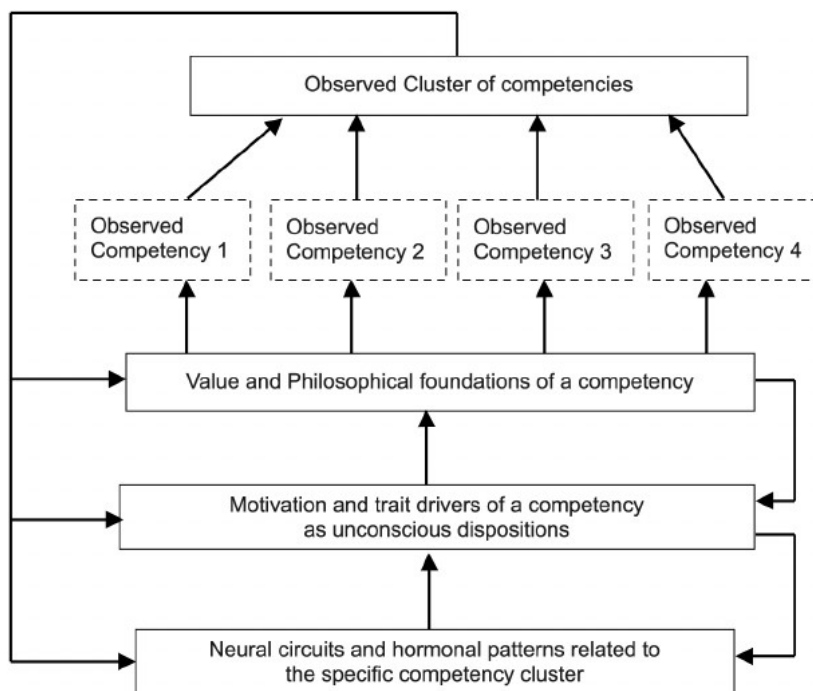 Observed Cluster of competencies
Observed
Competency 1
Observed
Competency 2
Observed
Competency 3
Observed
Competency 4
Value and Philosophical foundations of a competency
Motivation and trait drivers of a competency
as unconscious dispositions
Neural circuits and hormonal patterns related to
the specific competency cluster